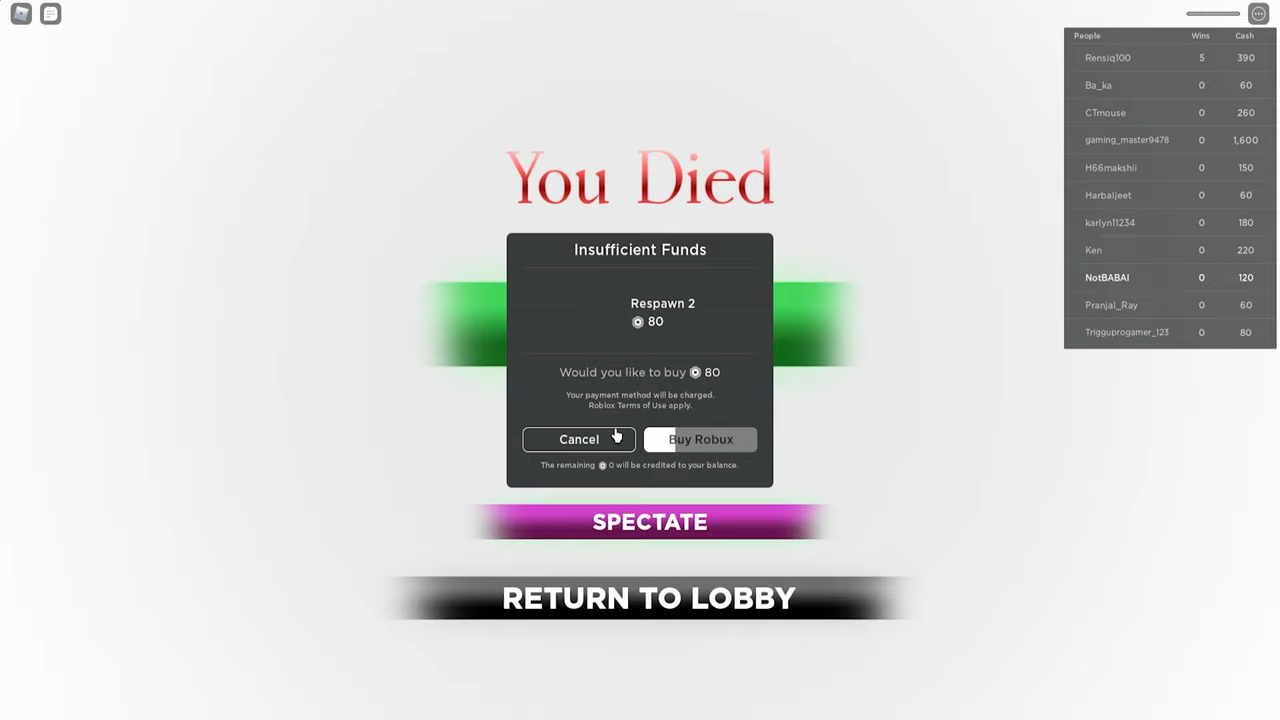 People Wins Cash
Rensiq100 5 390
Ba_ka 0 60
CTmouse 0 260
gaming_master9478 0 1,600
H66makshii 0 150
Harbaljeet 0 60
karlyn11234 0 180
Ken 0 220
NotBABAI 0 120
Pranjal_Ray 0 60
Trigguprogamer_123 0 80
You Died
Insufficient Funds
Respawn 2
80
Would you like to buy 80
Your payment method will be charged.
Roblox Terms of Use apply.
Cancel Buy Robux
The remaining 0 will be credited to your balance.
SPECTATE
RETURN TO LOBBY